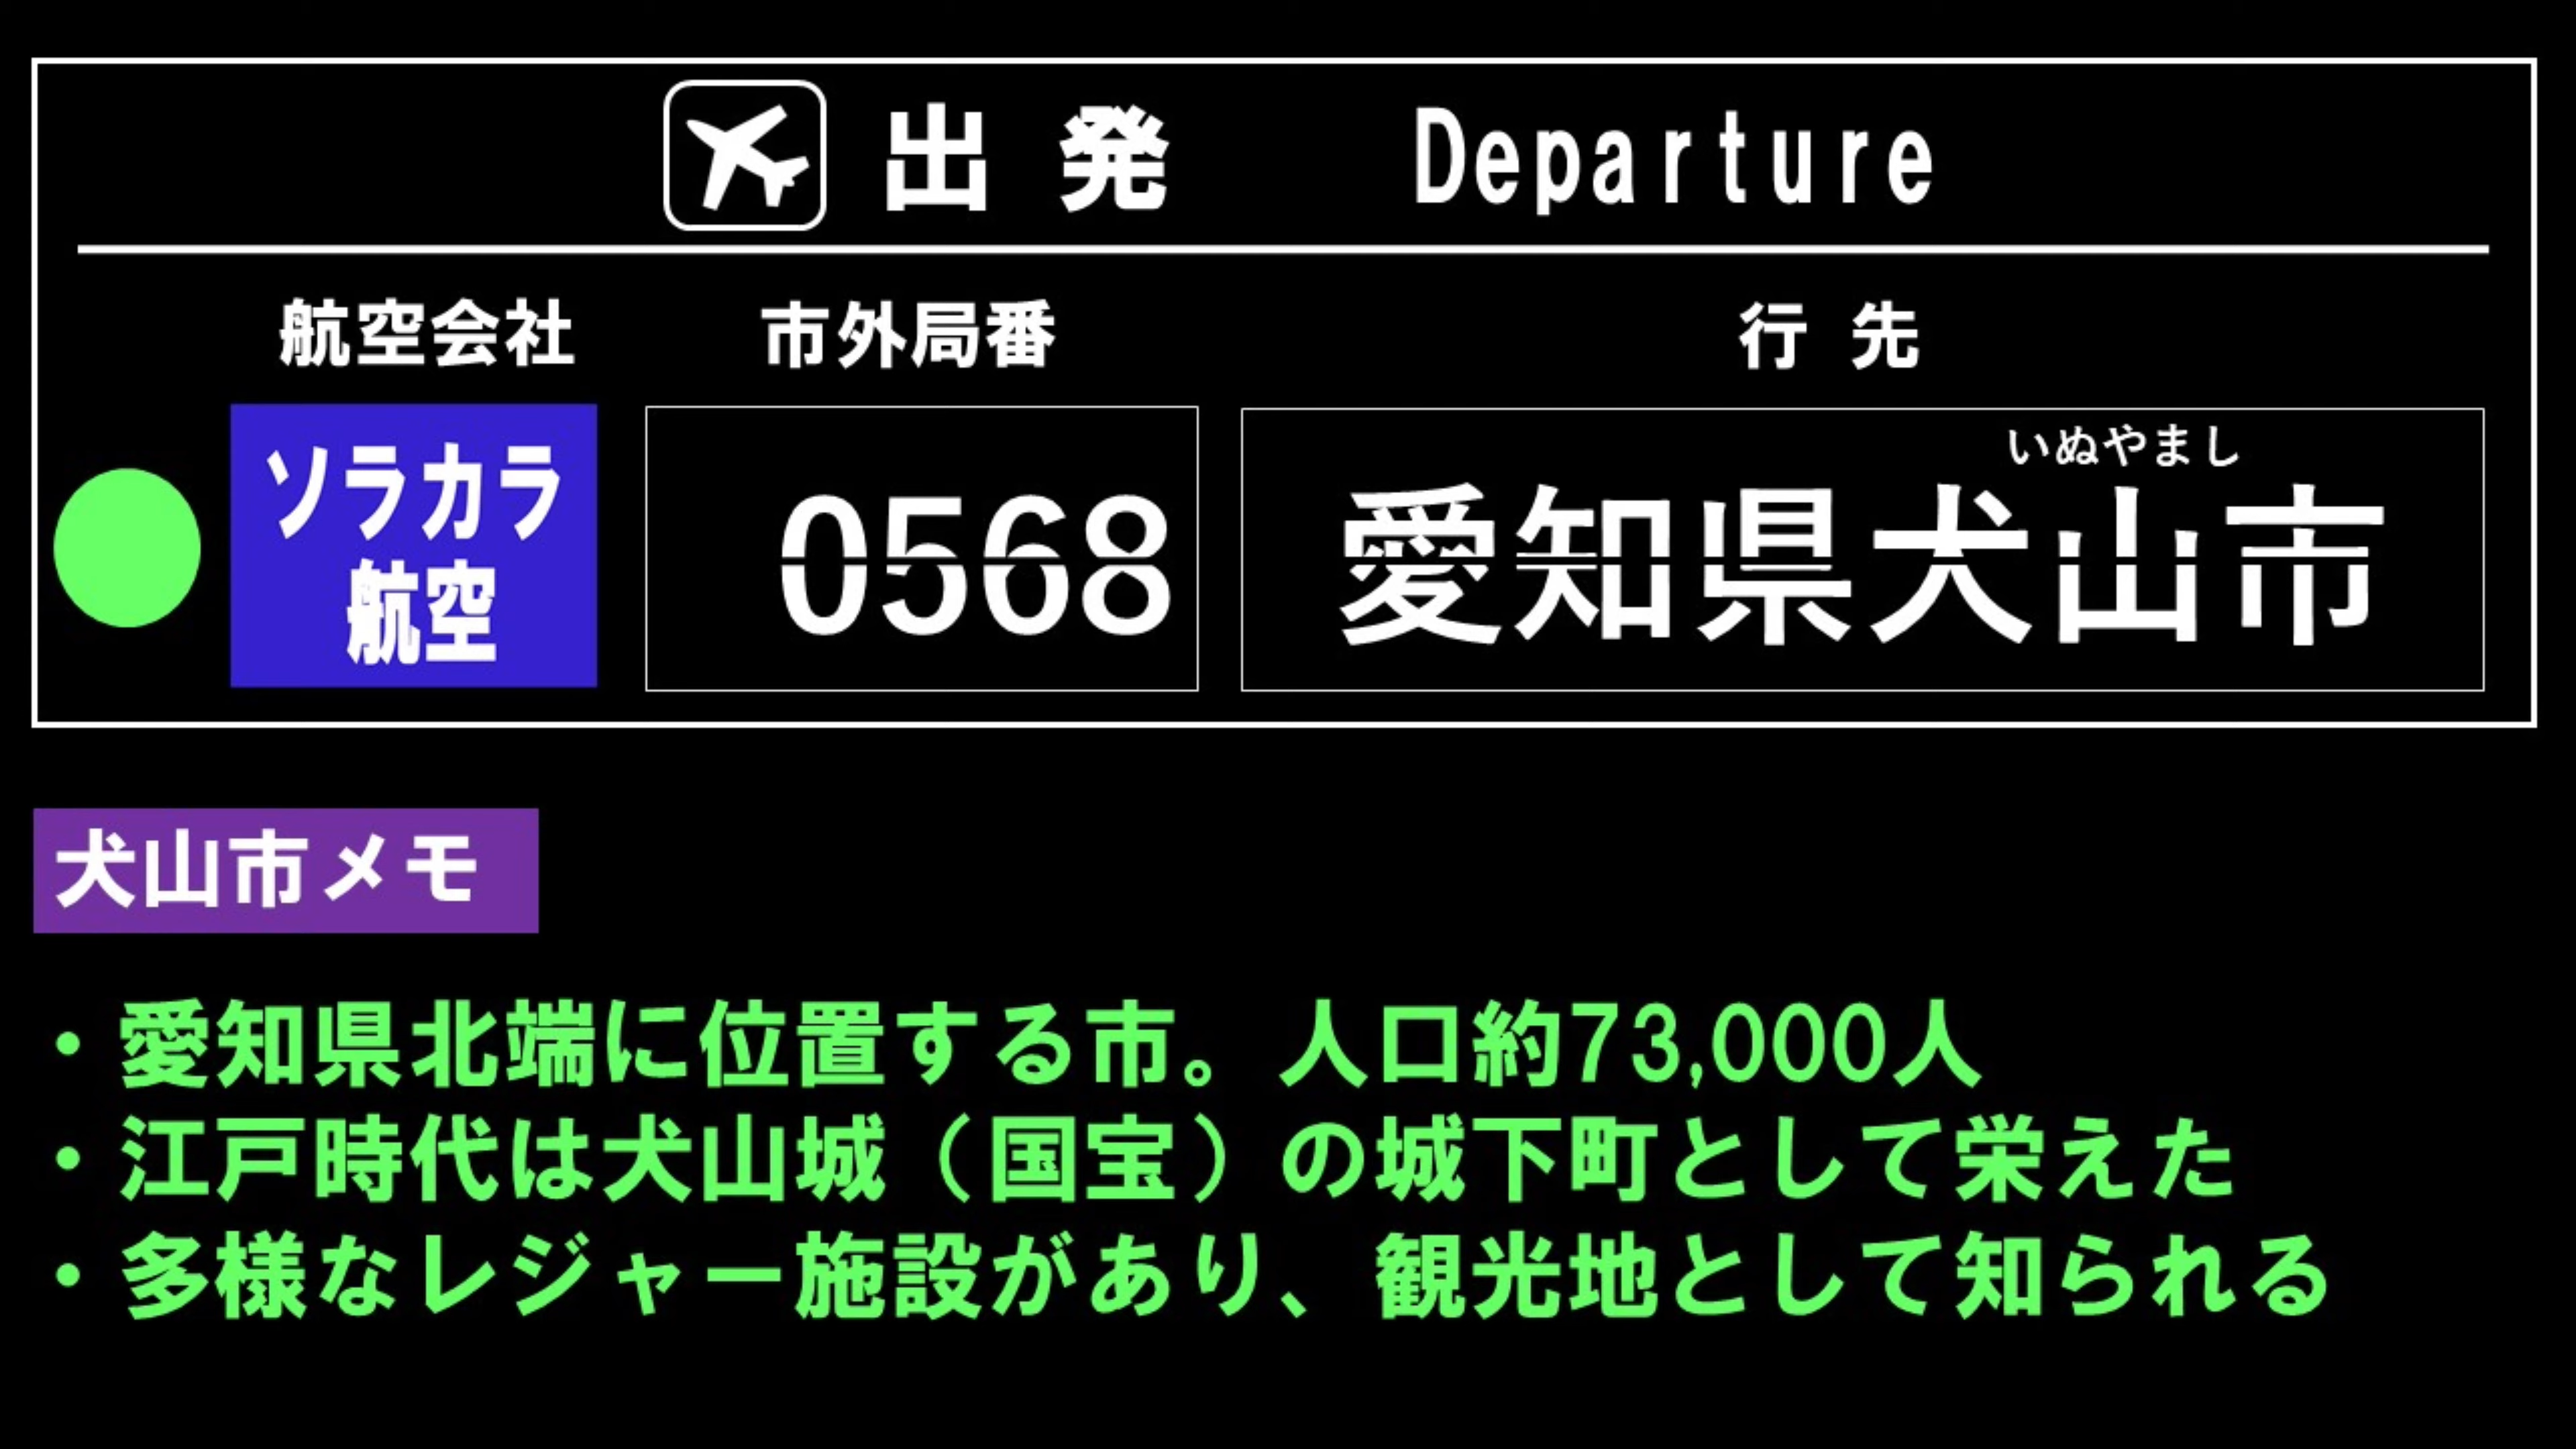 出発 Departure
航空会社 市外局番 行先
ソラカラ
航空
0568
いぬやまし
愛知県犬山市
犬山市メモ
・愛知県北端に位置する市。人口約73,000人
・江戸時代は犬山城（国宝）の城下町として栄えた
・多様なレジャー施設があり、観光地として知られる